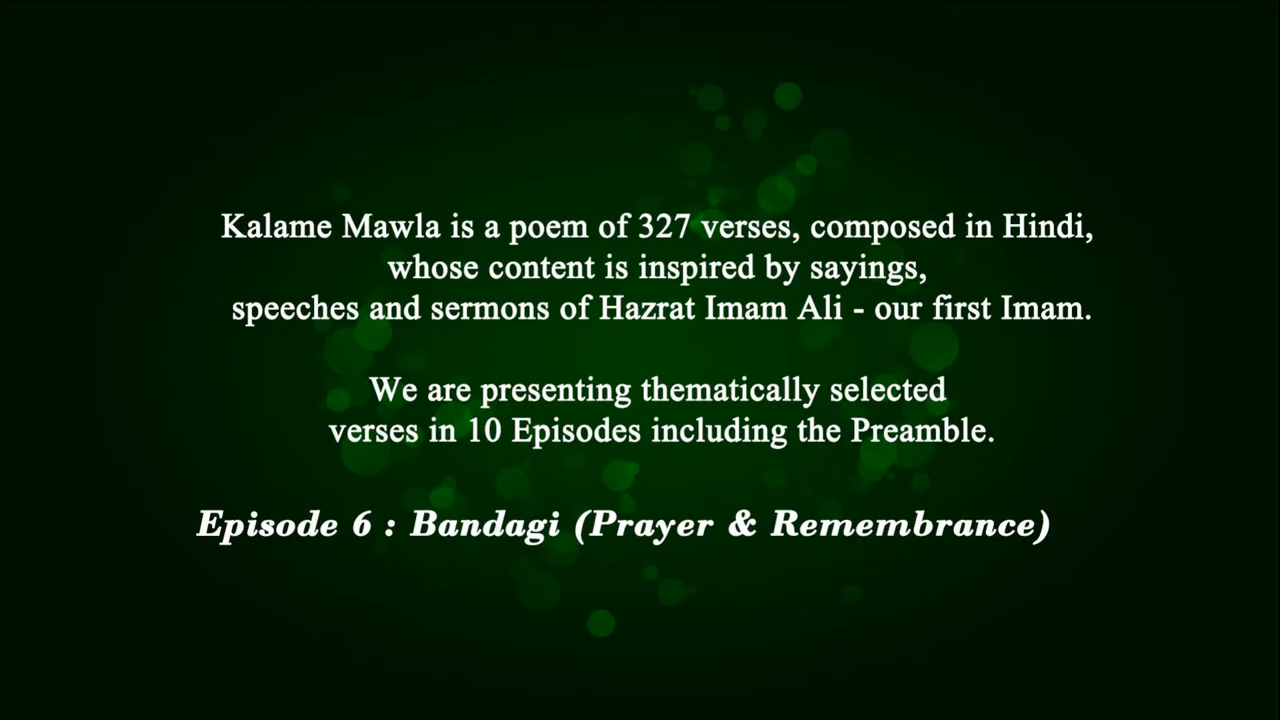 Kalame Mawla is a poem of 327 verses, composed in Hindi,
whose content is inspired by sayings,
speeches and sermons of Hazrat Imam Ali - our first Imam.
We are presenting thematically selected
verses in 10 Episodes including the Preamble.
Episode 6 : Bandagi (Prayer & Remembrance)